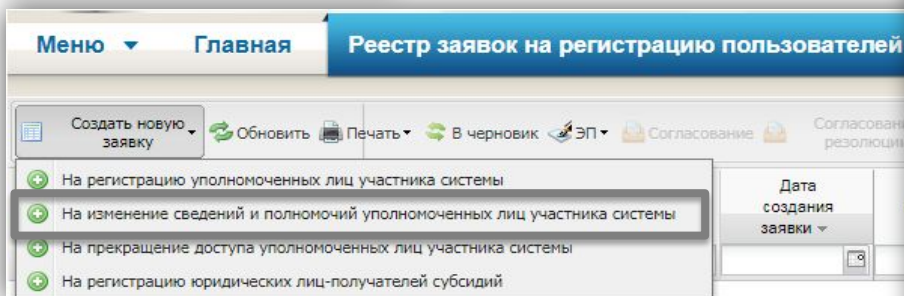 Меню Главная Реестр заявок на регистрацию пользователей
Создать новую заявку Обновить Печать В черновик ЭП Согласование
На регистрацию уполномоченных лиц участника системы
На изменение сведений и полномочий уполномоченных лиц участника системы
На прекращение доступа уполномоченных лиц участника системы
На регистрацию юридических лиц-получателей субсидий
Дата
создания
заявки